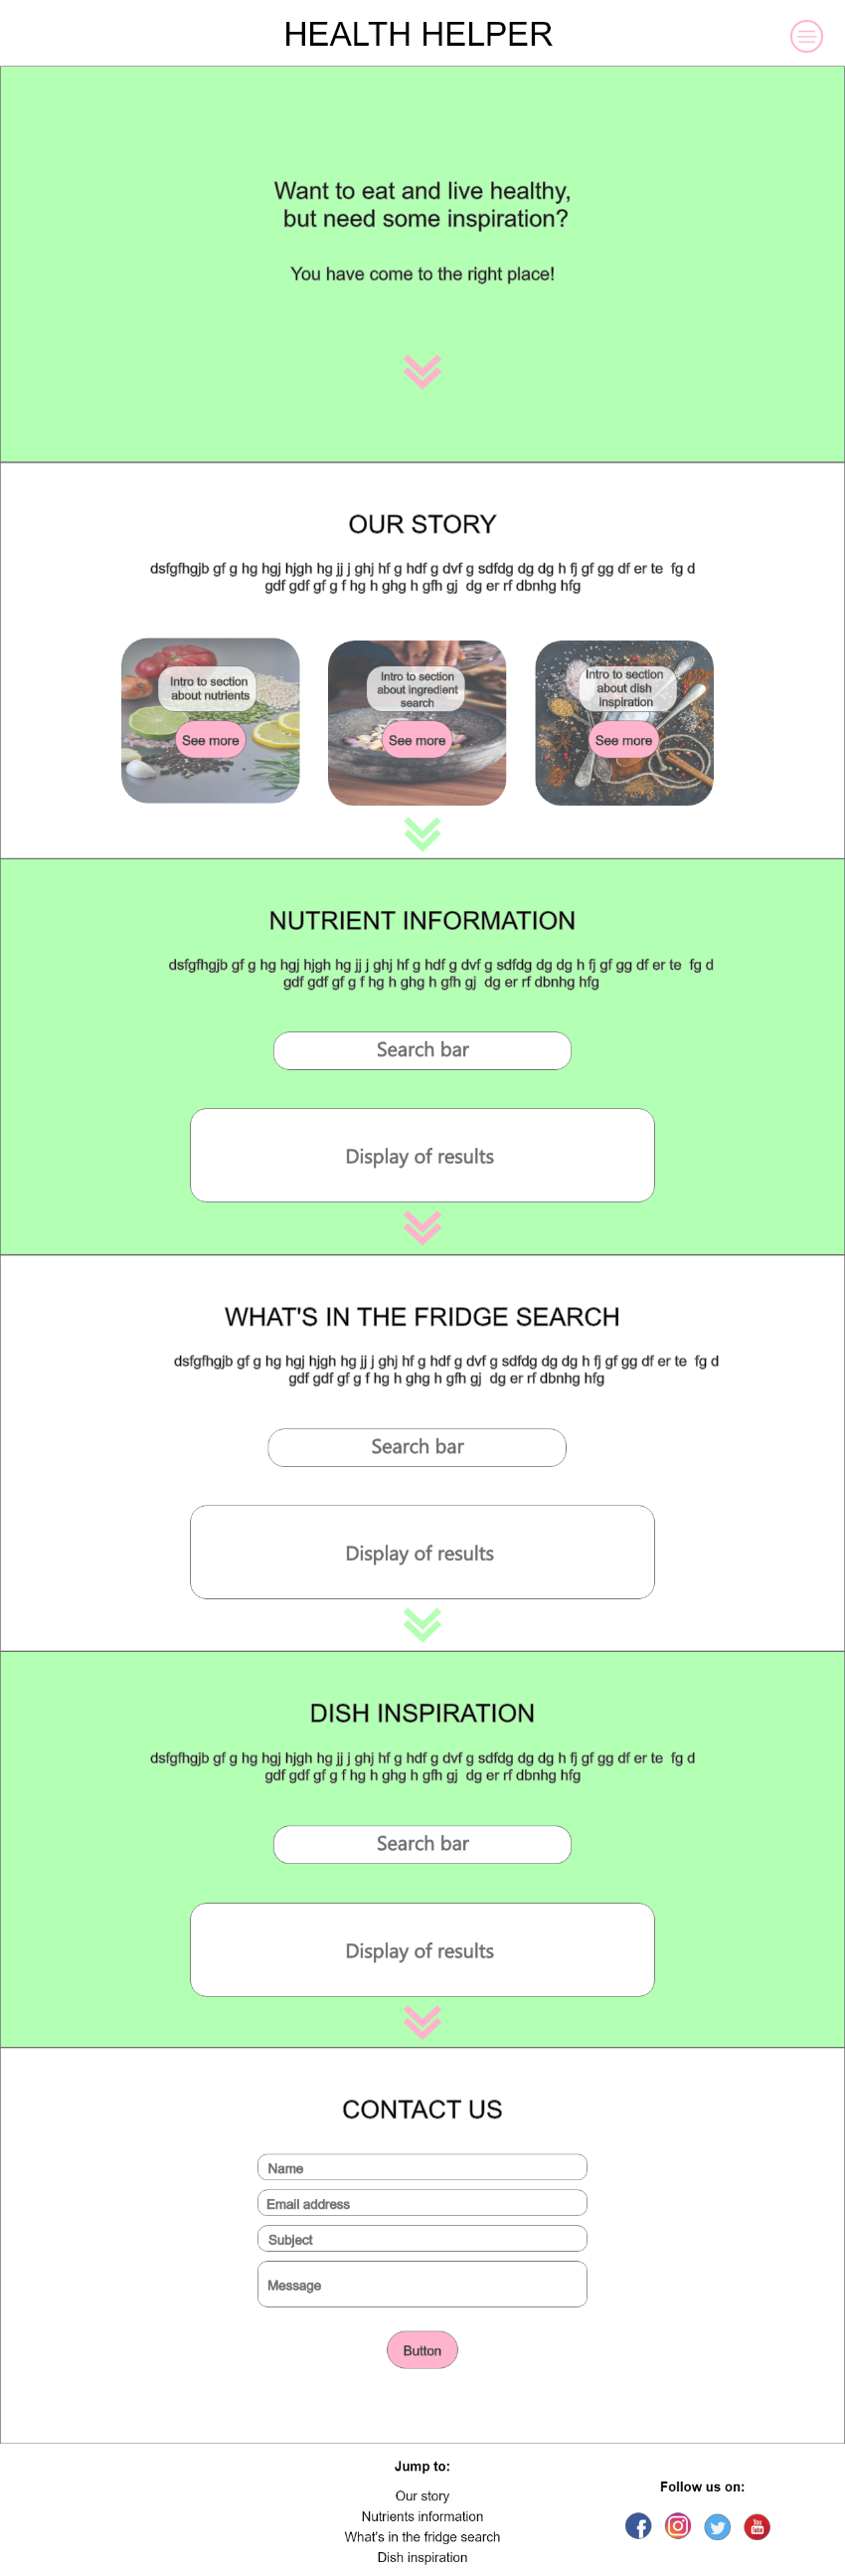 HEALTH HELPER
Want to eat and live healthy,
but need some inspiration?
You have come to the right place!
OUR STORY
dsfgfhgjb gf g hg hgj hjgh hg jj j ghj hf g hdf g dvf g sdfdg dg dg h fj gf gg df er te  fg d
gdf gdf gf g f hg h ghg h gfh gj  dg er rf dbnhg hfg
Intro to section
about nutrients
See more
Intro to section
about ingredient
search
See more
Intro to section
about dish
inspiration
See more
NUTRIENT INFORMATION
dsfgfhgjb gf g hg hgj hjgh hg jj j ghj hf g hdf g dvf g sdfdg dg dg h fj gf gg df er te  fg d
gdf gdf gf g f hg h ghg h gfh gj  dg er rf dbnhg hfg
Search bar
Display of results
WHAT'S IN THE FRIDGE SEARCH
dsfgfhgjb gf g hg hgj hjgh hg jj j ghj hf g hdf g dvf g sdfdg dg dg h fj gf gg df er te  fg d
gdf gdf gf g f hg h ghg h gfh gj  dg er rf dbnhg hfg
Search bar
Display of results
DISH INSPIRATION
dsfgfhgjb gf g hg hgj hjgh hg jj j ghj hf g hdf g dvf g sdfdg dg dg h fj gf gg df er te  fg d
gdf gdf gf g f hg h ghg h gfh gj  dg er rf dbnhg hfg
Search bar
Display of results
CONTACT US
Name
Email address
Subject
Message
Button
Jump to:
Our story
Nutrients information
What's in the fridge search
Dish inspiration
Follow us on:
You
Tube